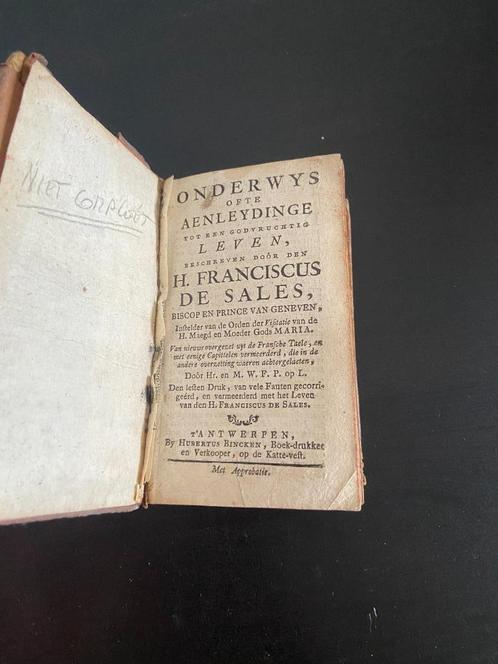 NIET COMPLEET
ONDERWYS
OFTE
AENLEYDINGE
TOT EEN GODVRUCHTIG
LEVEN,
BESCHREVEN DOÔR DEN
H. FRANCISCUS
DE SALES,
BISCOP EN PRINCE VAN GENEVEN,
Insteller van de Orden der Visitatie van de
H. Maegd en Moeder Gods MARIA.
Van nieuws overgezet uyt de Fransche Taele, en
met eenige Capittelen vermeerderd, die in de
andere overzetting waeren achtergelaeten,
Doôr Hr. en M. W. F. P. op L.
Den lesten Druk, van vele Fauten gecorri-
geérd, en vermeerderd met het Leven
van den H. FRANCISCUS DE SALES.
T'ANTWERPEN,
By HUBERTUS BINCKEN, Boek-drukker
en Verkooper, op de Katte-vest.
Met Approbatie.